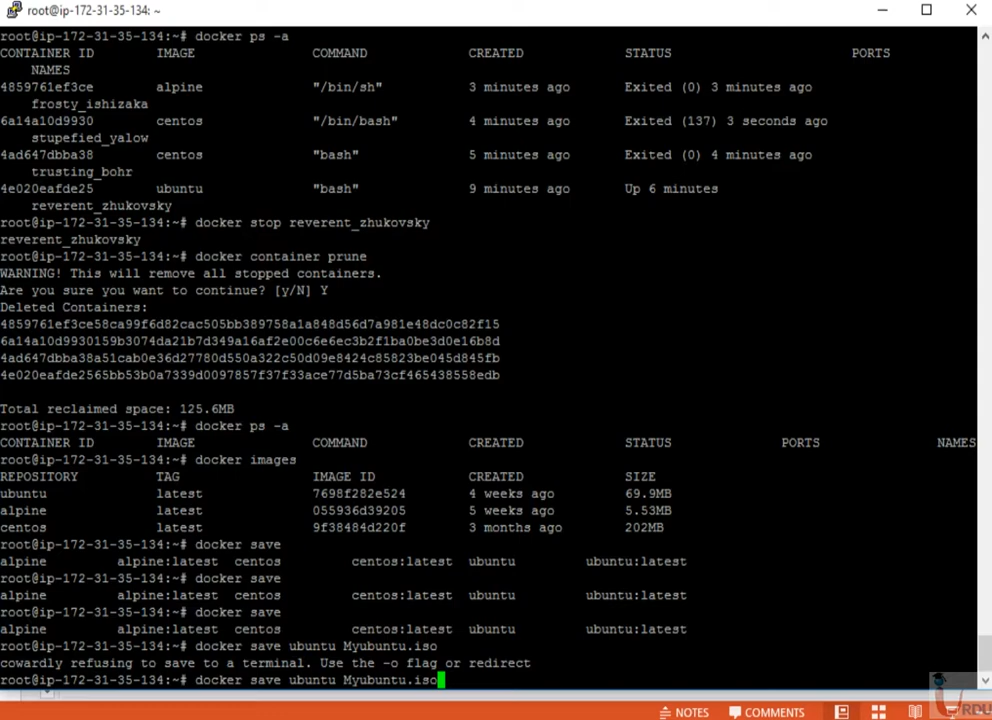 root@ip-172-31-35-134: ~
root@ip-172-31-35-134:~# docker ps -a
CONTAINER ID IMAGE COMMAND CREATED STATUS PORTS
NAMES
4859761ef3ce alpine "/bin/sh" 3 minutes ago Exited (0) 3 minutes ago
frosty_ishizaka
6a14a10d9930 centos "/bin/bash" 4 minutes ago Exited (137) 3 seconds ago
stupefied_yalow
4ad647dbba38 centos "bash" 5 minutes ago Exited (0) 4 minutes ago
trusting_bohr
4e020eafde25 ubuntu "bash" 9 minutes ago Up 6 minutes
reverent_zhukovsky
root@ip-172-31-35-134:~# docker stop reverent_zhukovsky
reverent_zhukovsky
root@ip-172-31-35-134:~# docker container prune
WARNING! This will remove all stopped containers.
Are you sure you want to continue? [y/N] Y
Deleted Containers:
4859761ef3ce58ca99f6d82cac505bb389758a1a848d56d7a981e48dc0c82f15
6a14a10d9930159b3074da21b7d349a16af2e00c6e6ec3b2f1ba0be3d0e16b8d
4ad647dbba38a51cab0e36d27780d550a322c50d09e8424c85823be045d845fb
4e020eafde2565bb53b0a7339d0097857f37f33ace77d5ba73cf465438558edb
Total reclaimed space: 125.6MB
root@ip-172-31-35-134:~# docker ps -a
CONTAINER ID IMAGE COMMAND CREATED STATUS PORTS NAMES
root@ip-172-31-35-134:~# docker images
REPOSITORY TAG IMAGE ID CREATED SIZE
ubuntu latest 7698f282e524 4 weeks ago 69.9MB
alpine latest 055936d39205 5 weeks ago 5.53MB
centos latest 9f38484d220f 3 months ago 202MB
root@ip-172-31-35-134:~# docker save
alpine alpine:latest centos centos:latest ubuntu ubuntu:latest
root@ip-172-31-35-134:~# docker save
alpine alpine:latest centos centos:latest ubuntu ubuntu:latest
root@ip-172-31-35-134:~# docker save
alpine alpine:latest centos centos:latest ubuntu ubuntu:latest
root@ip-172-31-35-134:~# docker save ubuntu Myubuntu.iso
cowardly refusing to save to a terminal. Use the -o flag or redirect
root@ip-172-31-35-134:~# docker save ubuntu Myubuntu.iso
NOTES COMMENTS